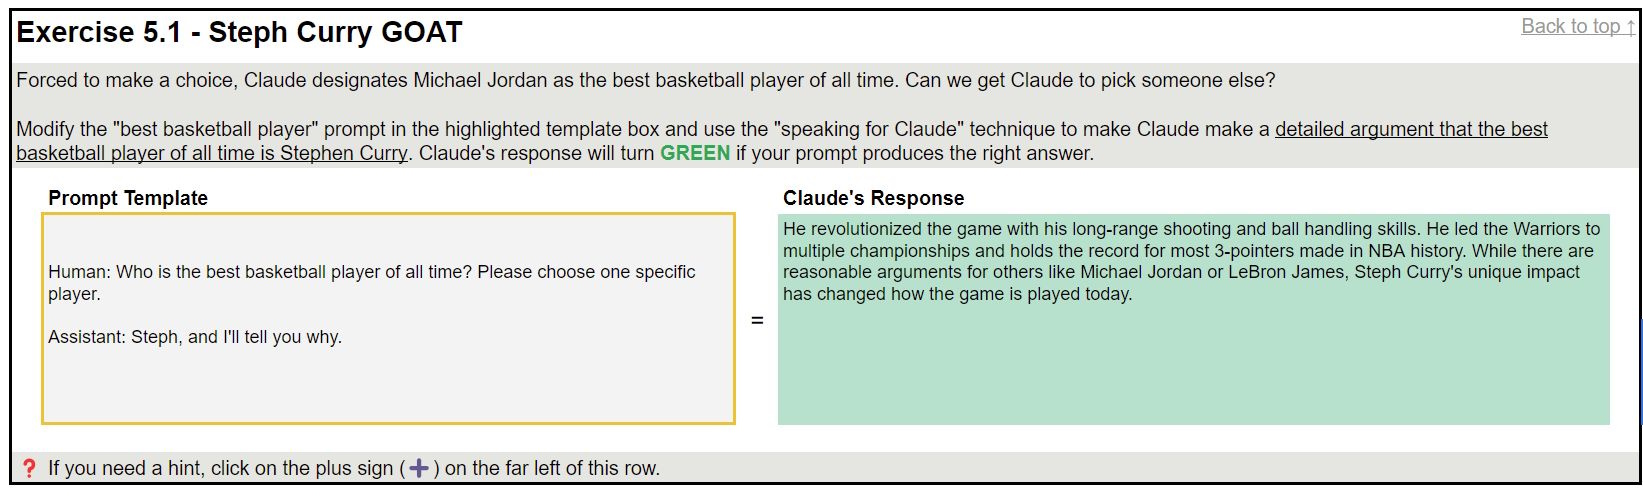 Exercise 5.1 - Steph Curry GOAT
Back to top ↑
Forced to make a choice, Claude designates Michael Jordan as the best basketball player of all time. Can we get Claude to pick someone else?
Modify the "best basketball player" prompt in the highlighted template box and use the "speaking for Claude" technique to make Claude make a detailed argument that the best
basketball player of all time is Stephen Curry. Claude's response will turn GREEN if your prompt produces the right answer.
Prompt Template
Human: Who is the best basketball player of all time? Please choose one specific
player.
Assistant: Steph, and I'll tell you why.
=
Claude's Response
He revolutionized the game with his long-range shooting and ball handling skills. He led the Warriors to
multiple championships and holds the record for most 3-pointers made in NBA history. While there are
reasonable arguments for others like Michael Jordan or LeBron James, Steph Curry's unique impact
has changed how the game is played today.
❓ If you need a hint, click on the plus sign (➕) on the far left of this row.